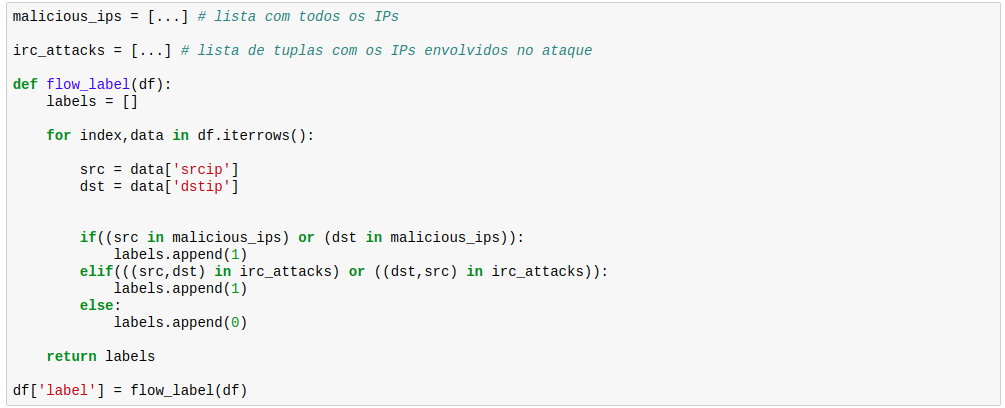 malicious_ips = [...] # lista com todos os IPs
irc_attacks = [...] # lista de tuplas com os IPs envolvidos no ataque
def flow_label(df):
    labels = []
    for index,data in df.iterrows():
        src = data['srcip']
        dst = data['dstip']
        if((src in malicious_ips) or (dst in malicious_ips)):
            labels.append(1)
        elif(((src,dst) in irc_attacks) or ((dst,src) in irc_attacks)):
            labels.append(1)
        else:
            labels.append(0)
    return labels
df['label'] = flow_label(df)